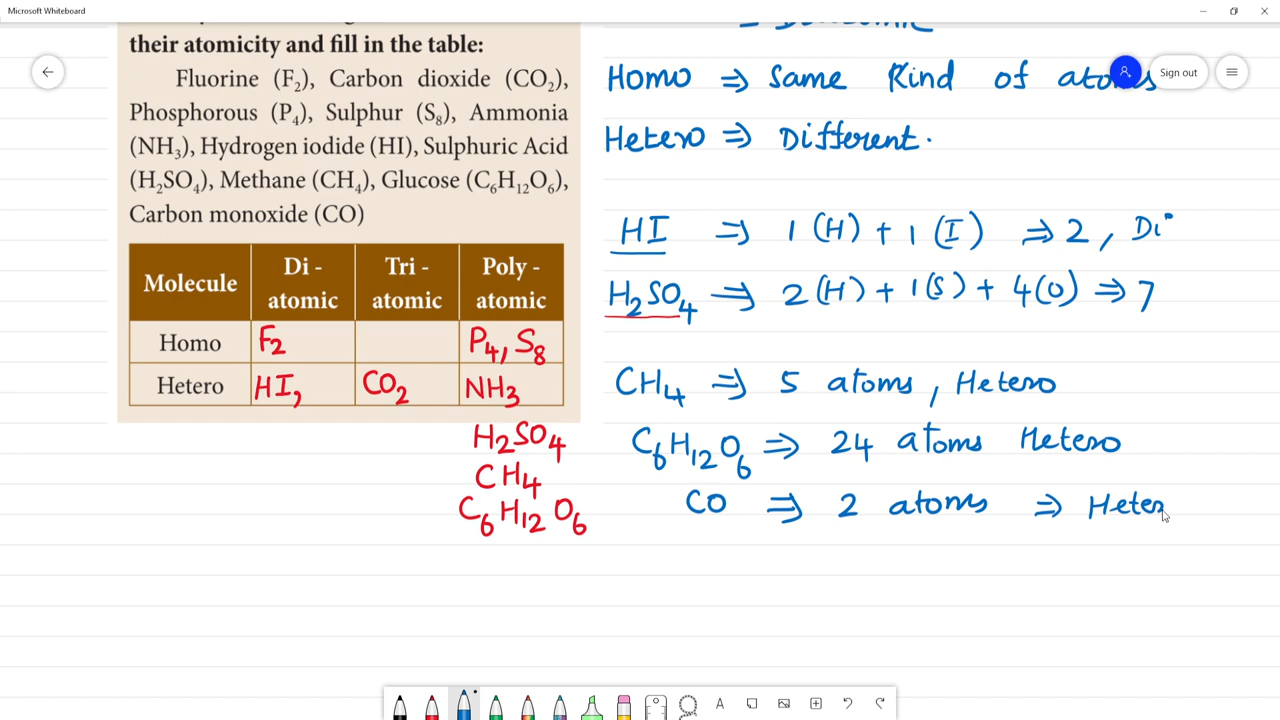 Microsoft Whiteboard
their atomicity and fill in the table:
Fluorine (F₂), Carbon dioxide (CO₂),
Phosphorous (P₄), Sulphur (S₈), Ammonia
(NH₃), Hydrogen iodide (HI), Sulphuric Acid
(H₂SO₄), Methane (CH₄), Glucose (C₆H₁₂O₆),
Carbon monoxide (CO)
Molecule Di - atomic Tri - atomic Poly - atomic
Homo F₂ P₄, S₈
Hetero HI, CO₂ NH₃
H₂SO₄
CH₄
C₆H₁₂O₆
Homo ⇒ Same Kind of atoms
Sign out
Hetero ⇒ Different.
HI ⇒ 1(H) + 1(I) ⇒ 2, Di
H₂SO₄ ⇒ 2(H) + 1(S) + 4(O) ⇒ 7
CH₄ ⇒ 5 atoms, Hetero
C₆H₁₂O₆ ⇒ 24 atoms Hetero
CO ⇒ 2 atoms ⇒ Heter